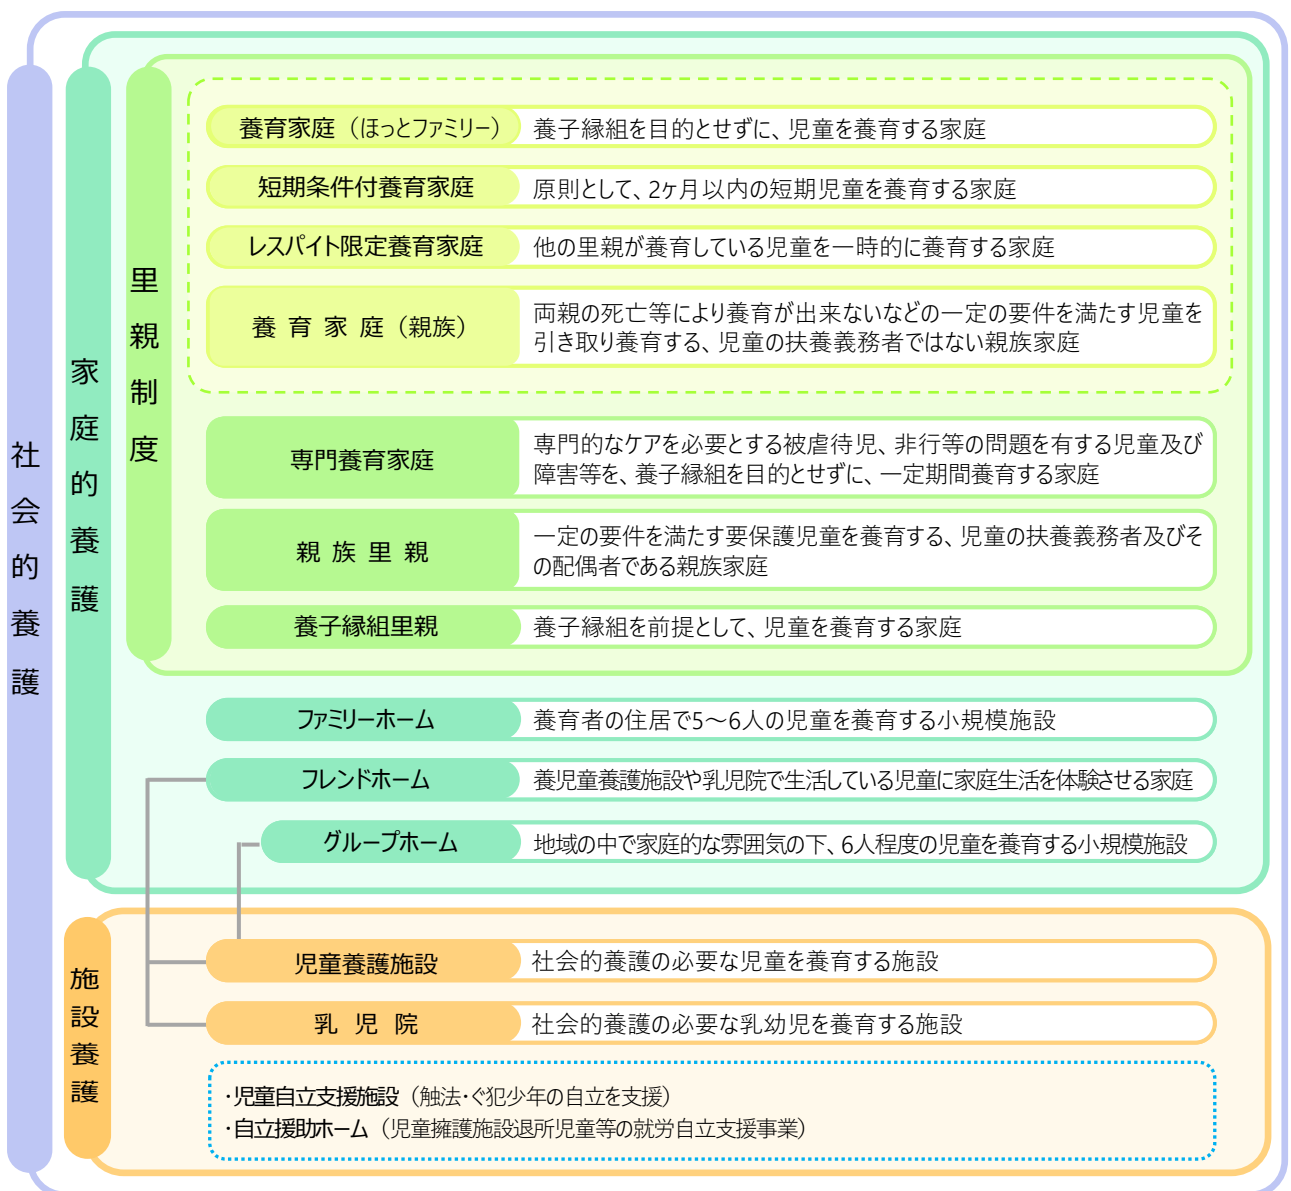 社会的養護
家庭的養護
里親制度
養育家庭（ほっとファミリー） 養子縁組を目的とせずに、児童を養育する家庭
短期条件付養育家庭 原則として、2ヶ月以内の短期児童を養育する家庭
レスパイト限定養育家庭 他の里親が養育している児童を一時的に養育する家庭
養育家庭（親族） 両親の死亡等により養育が出来ないなどの一定の要件を満たす児童を
引き取り養育する、児童の扶養義務者ではない親族家庭
専門養育家庭 専門的なケアを必要とする被虐待児、非行等の問題を有する児童及び
障害等を、養子縁組を目的とせずに、一定期間養育する家庭
親族里親 一定の要件を満たす要保護児童を養育する、児童の扶養義務者及びそ
の配偶者である親族家庭
養子縁組里親 養子縁組を前提として、児童を養育する家庭
ファミリーホーム 養育者の住居で5～6人の児童を養育する小規模施設
フレンドホーム 養児童養護施設や乳児院で生活している児童に家庭生活を体験させる家庭
グループホーム 地域の中で家庭的な雰囲気の下、6人程度の児童を養育する小規模施設
施設養護
児童養護施設 社会的養護の必要な児童を養育する施設
乳児院 社会的養護の必要な乳幼児を養育する施設
・児童自立支援施設（触法・ぐ犯少年の自立を支援）
・自立援助ホーム（児童擁護施設退所児童等の就労自立支援事業）